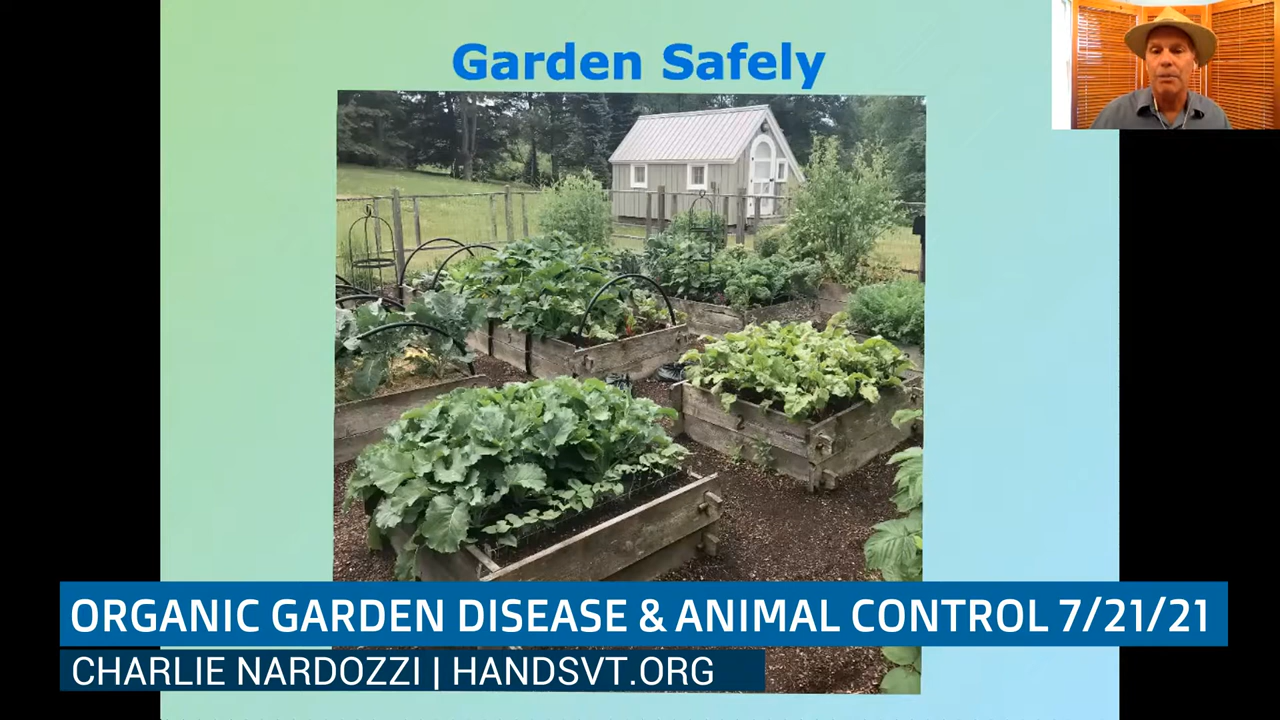 Garden Safely
ORGANIC GARDEN DISEASE & ANIMAL CONTROL 7/21/21
CHARLIE NARDOZZI | HANDSVT.ORG